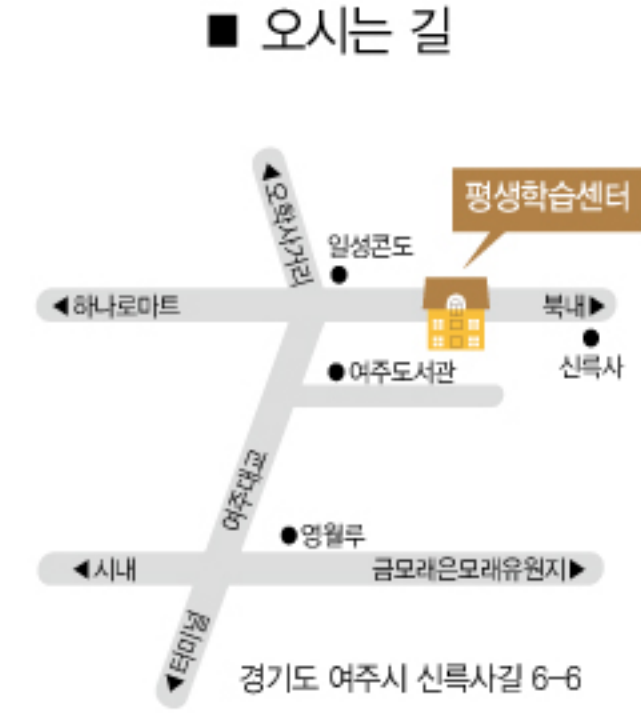 ■ 오시는 길
평생학습센터
◀오학사거리
일성콘도
◀하나로마트
북내▶
신륵사
여주도서관
여주대교
영월루
◀시내
금모래은모래유원지▶
◀터미널
경기도 여주시 신륵사길 6-6